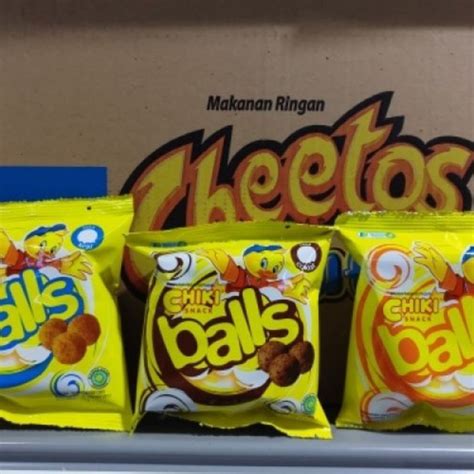 Makanan Ringan
Cheetos
balls
CHIKI
SNACK
balls
CHIKI
SNACK
balls